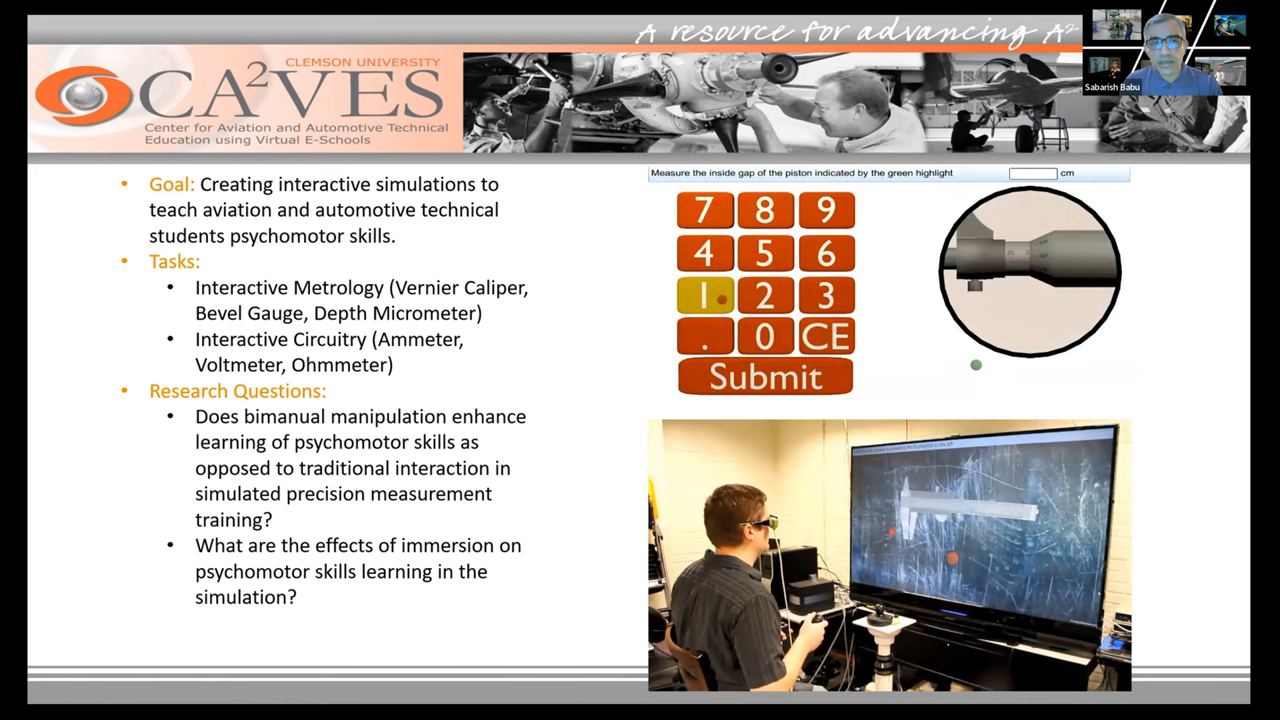 A resource for advancing A²
CLEMSON UNIVERSITY
CA²VES
Center for Aviation and Automotive Technical
Education using Virtual E-Schools
Sabarish Babu
• Goal: Creating interactive simulations to
teach aviation and automotive technical
students psychomotor skills.
• Tasks:
• Interactive Metrology (Vernier Caliper,
Bevel Gauge, Depth Micrometer)
• Interactive Circuitry (Ammeter,
Voltmeter, Ohmmeter)
• Research Questions:
• Does bimanual manipulation enhance
learning of psychomotor skills as
opposed to traditional interaction in
simulated precision measurement
training?
• What are the effects of immersion on
psychomotor skills learning in the
simulation?
Measure the inside gap of the piston indicated by the green highlight cm
7 8 9
4 5 6
1 2 3
. 0 CE
Submit